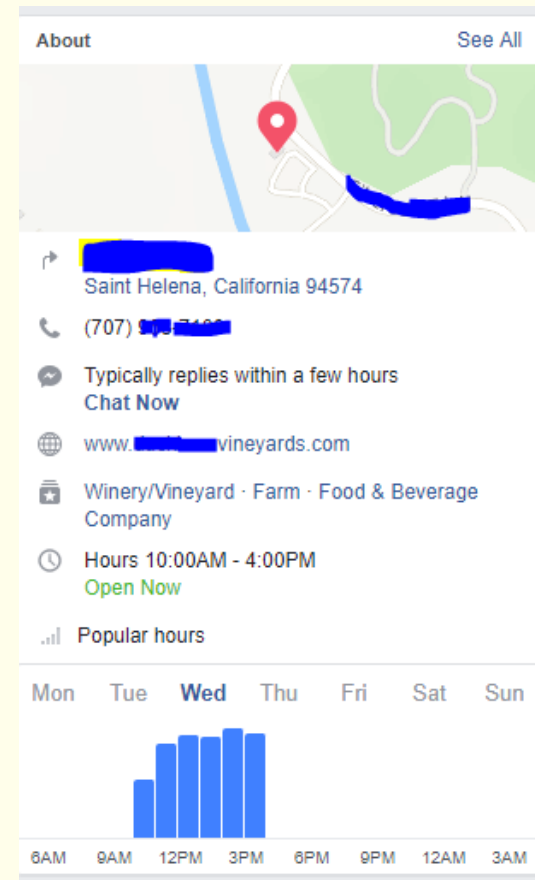 About See All
Saint Helena, California 94574
(707)
Typically replies within a few hours
Chat Now
www. vineyards.com
Winery/Vineyard · Farm · Food & Beverage
Company
Hours 10:00AM - 4:00PM
Open Now
Popular hours
Mon Tue Wed Thu Fri Sat Sun
6AM 9AM 12PM 3PM 6PM 9PM 12AM 3AM